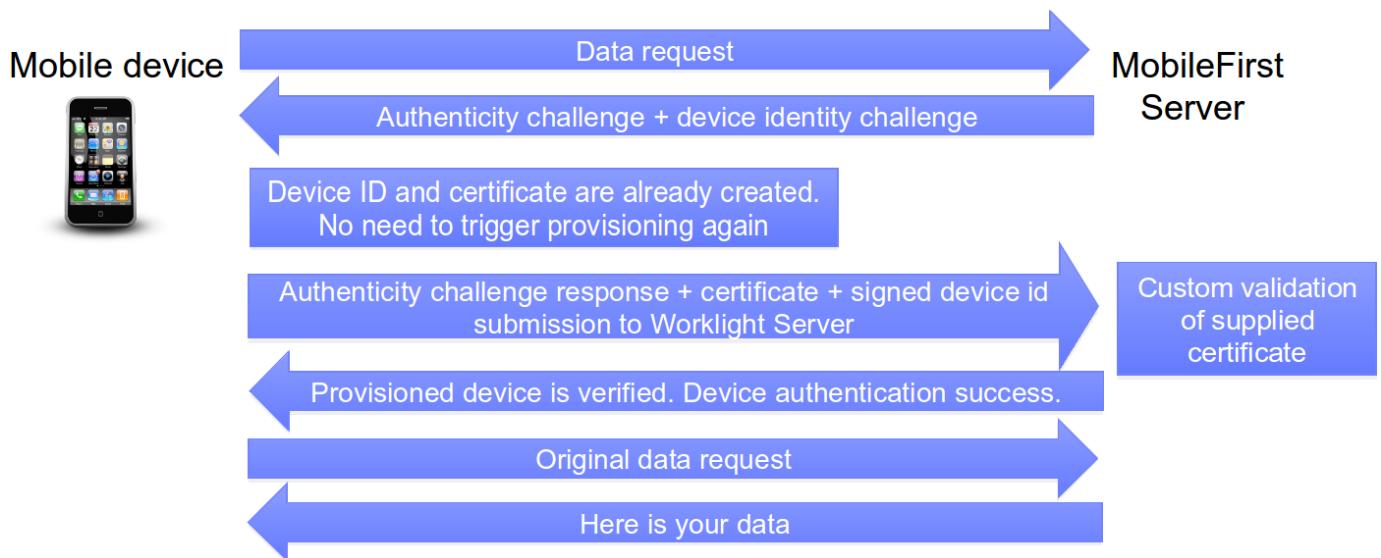 Data request
Mobile device
MobileFirst
Server
Authenticity challenge + device identity challenge
Device ID and certificate are already created.
No need to trigger provisioning again
Authenticity challenge response + certificate + signed device id
submission to Worklight Server
Custom validation
of supplied
certificate
Provisioned device is verified. Device authentication success.
Original data request
Here is your data